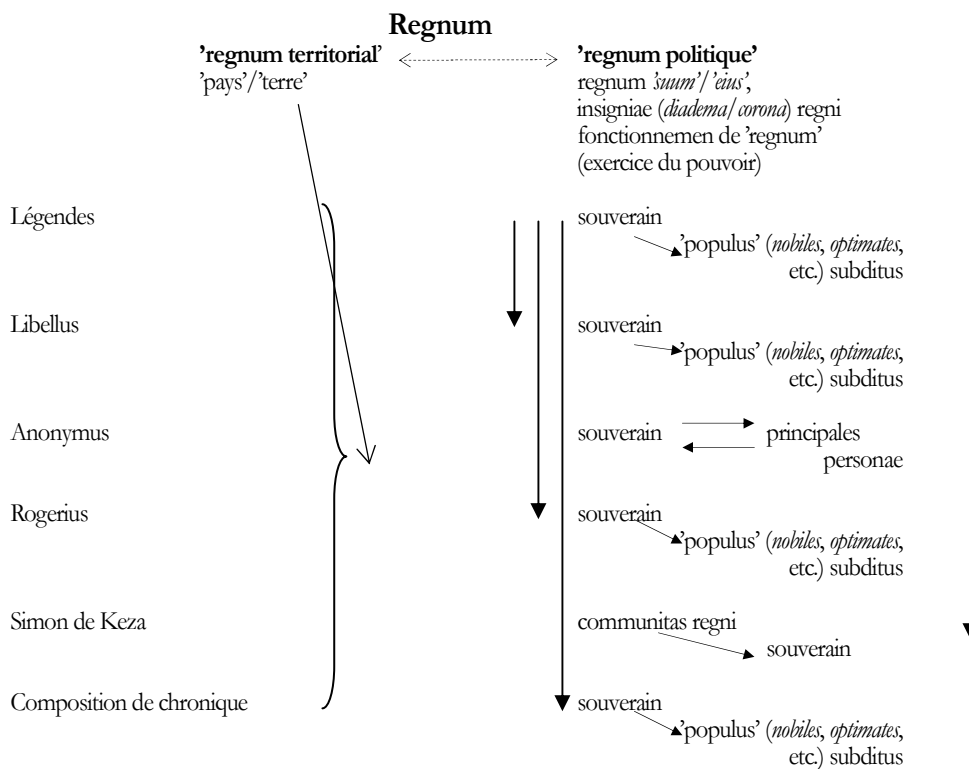 Regnum
’regnum territorial’
’pays’/’terre’
’regnum politique’
regnum ’suum’/’eius’,
insigniae (diadema/corona) regni
fonctionnemen de ’regnum’
(exercice du pouvoir)
Légendes
souverain
’populus’ (nobiles, optimates,
etc.) subditus
Libellus
souverain
’populus’ (nobiles, optimates,
etc.) subditus
Anonymus
souverain
principales
personae
Rogerius
souverain
’populus’ (nobiles, optimates,
etc.) subditus
Simon de Keza
communitas regni
souverain
Composition de chronique
souverain
’populus’ (nobiles, optimates,
etc.) subditus